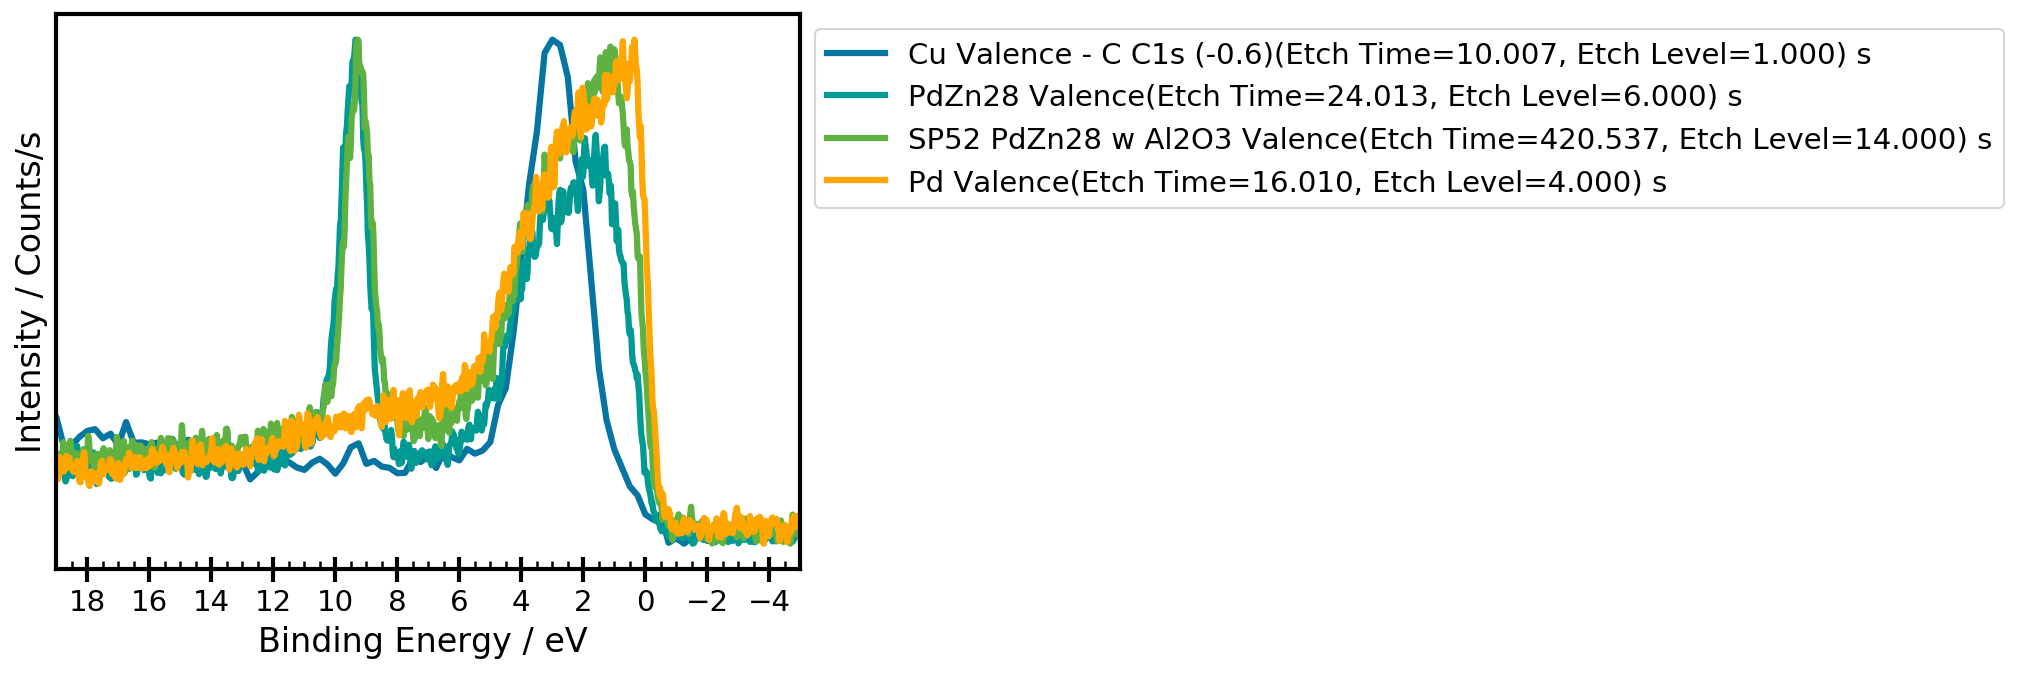 Intensity / Counts/s
Cu Valence - C C1s (-0.6)(Etch Time=10.007, Etch Level=1.000) s
PdZn28 Valence(Etch Time=24.013, Etch Level=6.000) s
SP52 PdZn28 w Al2O3 Valence(Etch Time=420.537, Etch Level=14.000) s
Pd Valence(Etch Time=16.010, Etch Level=4.000) s
18 16 14 12 10 8 6 4 2 0 −2 −4
Binding Energy / eV